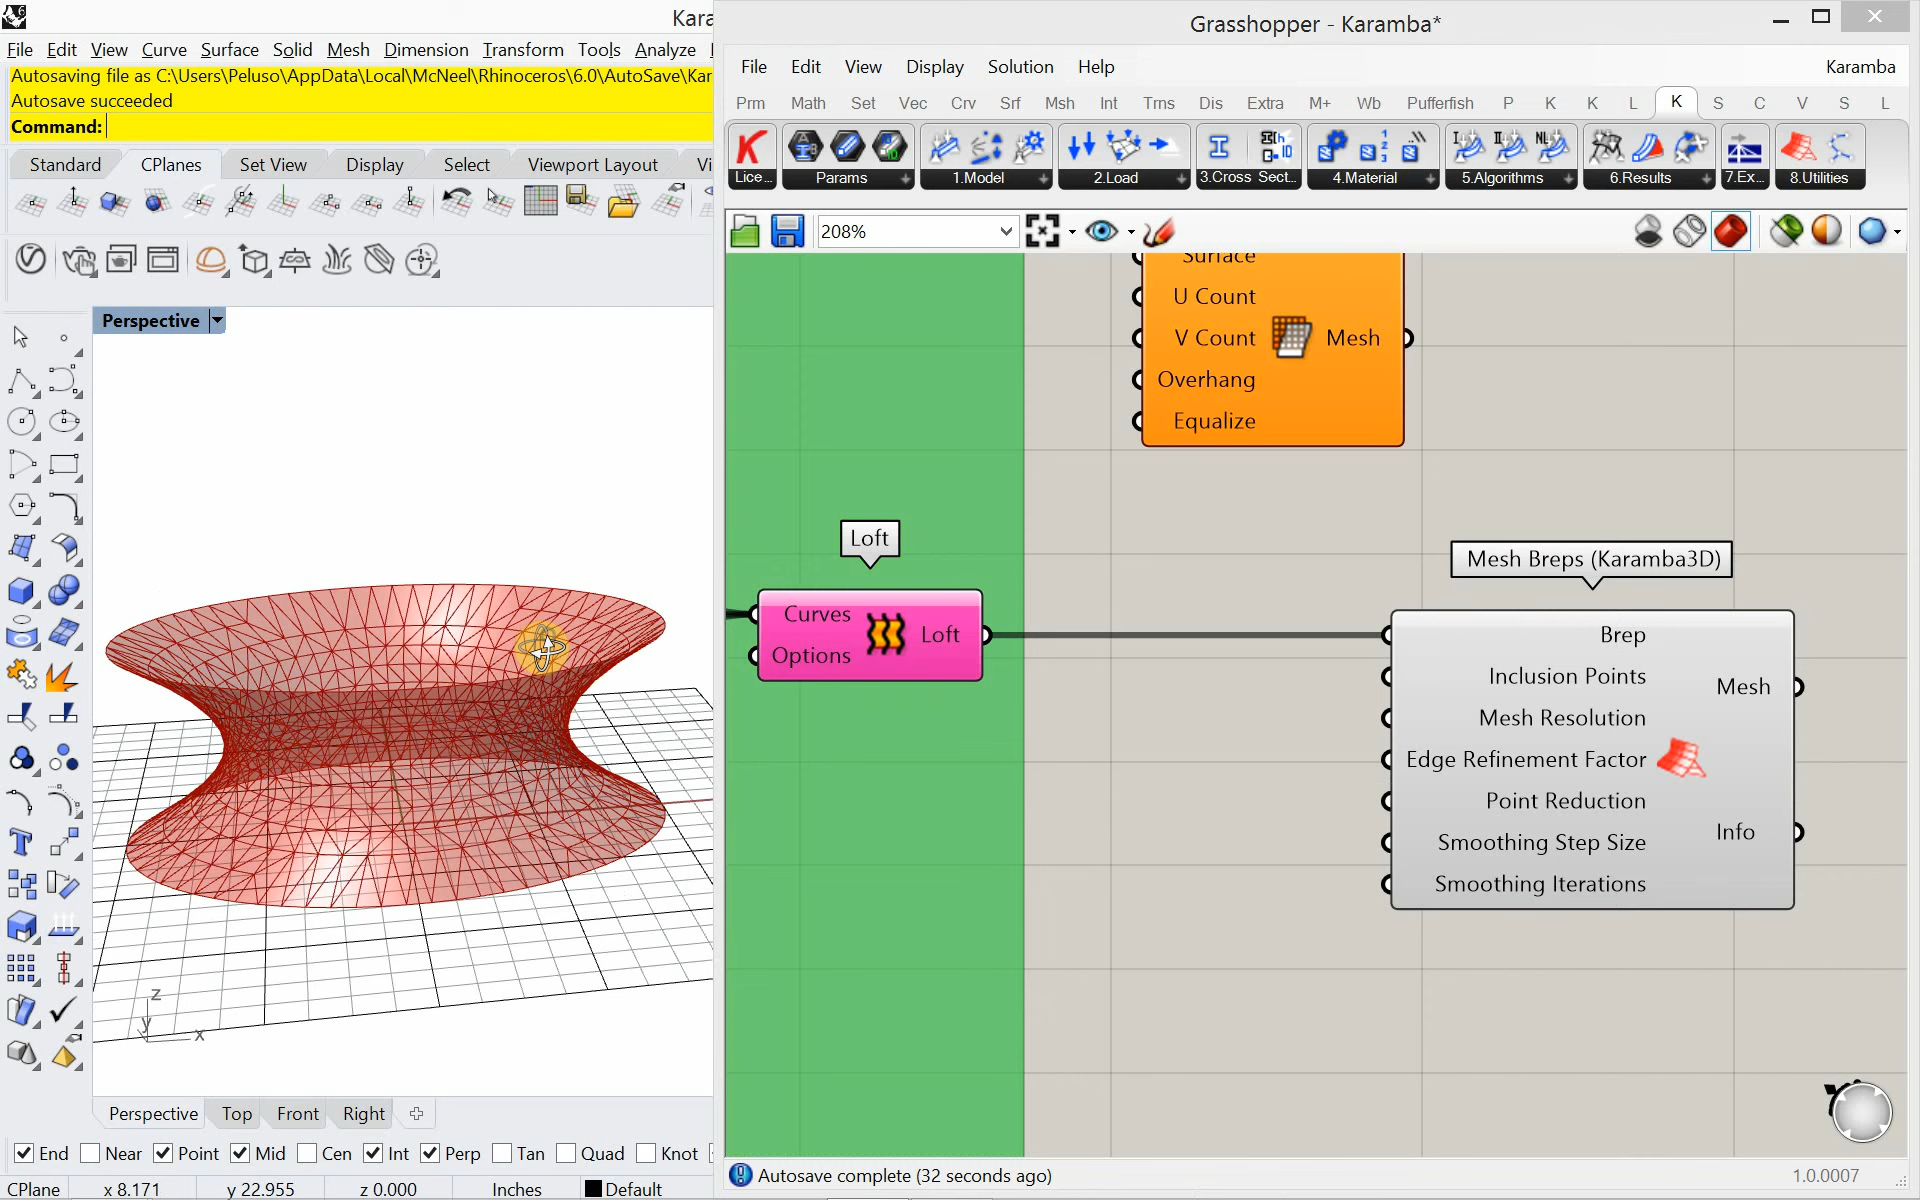 Kara
File Edit View Curve Surface Solid Mesh Dimension Transform Tools Analyze
Autosaving file as C:\Users\Peluso\AppData\Local\McNeel\Rhinoceros\6.0\AutoSave\Kar
Autosave succeeded
Command:
Standard CPlanes Set View Display Select Viewport Layout Vi
Perspective
z
y
x
Perspective Top Front Right
End Near Point Mid Cen Int Perp Tan Quad Knot
CPlane x 8.171 y 22.955 z 0.000 Inches Default
Grasshopper - Karamba*
File Edit View Display Solution Help Karamba
Prm Math Set Vec Crv Srf Msh Int Trns Dis Extra M+ Wb Pufferfish P K K L K S C V S L
Lice... Params 1.Model 2.Load 3.Cross Sect... 4.Material 5.Algorithms 6.Results 7.Ex... 8.Utilities
208%
Surface
U Count
V Count Mesh
Overhang
Equalize
Loft
Curves
Loft
Options
Mesh Breps (Karamba3D)
Brep
Inclusion Points
Mesh
Mesh Resolution
Edge Refinement Factor
Point Reduction
Info
Smoothing Step Size
Smoothing Iterations
Autosave complete (32 seconds ago)
1.0.0007